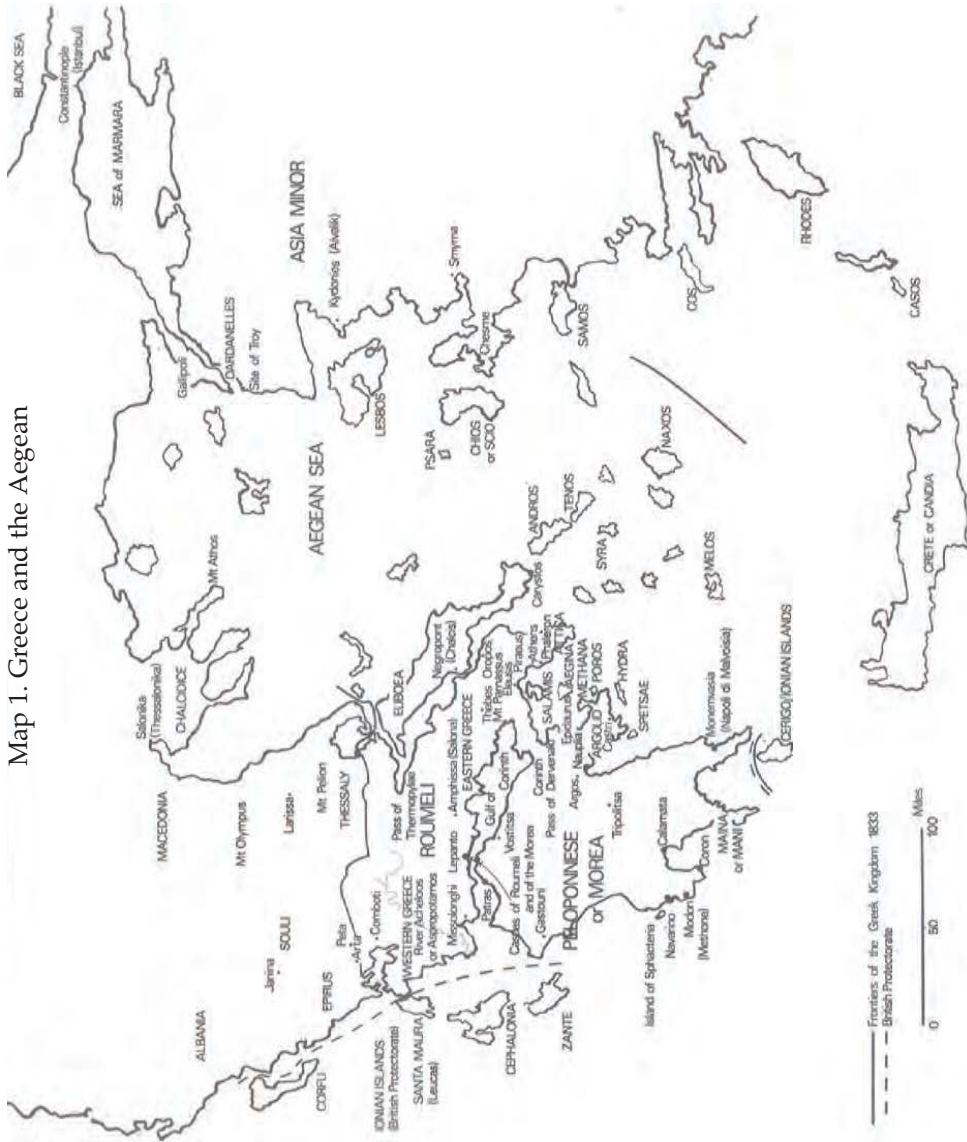 Map 1. Greece and the Aegean
BLACK SEA
Constantinople
(Istanbul)
SEA of MARMARA
Gallipoli
DARDANELLES
Site of Troy
ASIA MINOR
Kydonies (Aivalik)
Smyrna
LESBOS
PSARA
CHIOS
or SCIO
Chesme
SAMOS
COS
RHODES
CASOS
CRETE or CANDIA
AEGEAN SEA
Salonika
(Thessalonika)
CHALCIDICE
Mt Athos
MACEDONIA
Mt Olympus
Larissa
Mt Pelion
THESSALY
ALBANIA
Janina
SOULI
EPIRUS
Peta
Arta
Comboti
CORFU
IONIAN ISLANDS
(British Protectorate)
SANTA MAURA
(Leucas)
CEPHALONIA
ZANTE
WESTERN GREECE
River Acheloos
or Aspropotamos
Missolonghi
Lepanto
Pass of
Thermopylae
ROUMELI
Amphissa (Salona)
EASTERN GREECE
EUBOEA
Negropont
(Chalcis)
Thebes
Oropos
Mt Parnassus
Eleusis
Piraeus
Athens
Phaleron
ATTICA
Carystos
ANDROS
TENOS
SYRA
NAXOS
MELOS
Gulf of
Corinth
Vostitsa
Patras
Castles of Roumeli
and of the Morea
Gastouni
Corinth
Pass of Dervenaki
SALAMIS
Epidaurus
AEGINA
METHANA
Argos
Nauplia
ARGOLID
POROS
Castri
HYDRA
SPETSAE
PELOPONNESE
or MOREA
Tripolitsa
Island of Sphacteria
Navarino
Modon
(Methone)
Coron
Calamata
MAINA
or MANI
Monemvasia
(Napoli di Malvoisia)
(CERIGO/IONIAN ISLANDS
Frontiers of the Greek Kingdom 1833
British Protectorate
0 50 100
Miles